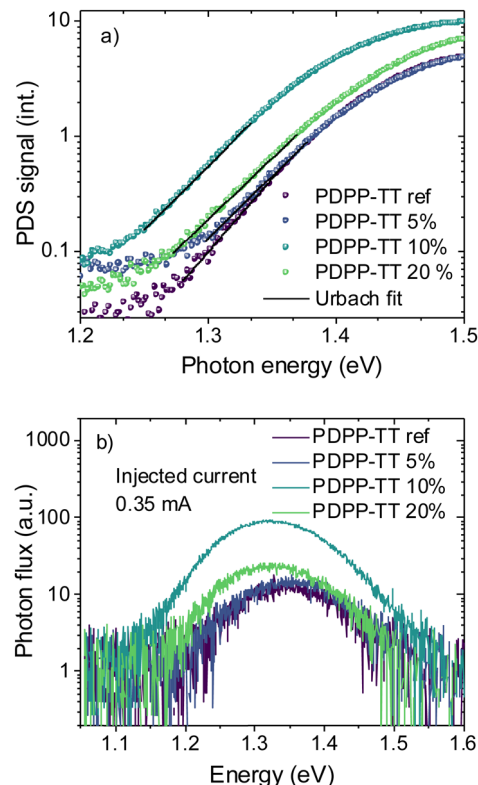 a)
10
1
0.1
PDS signal (int.)
PDPP-TT ref
PDPP-TT 5%
PDPP-TT 10%
PDPP-TT 20 %
Urbach fit
1.2 1.3 1.4 1.5
Photon energy (eV)
b)
1000
100
10
1
Photon flux (a.u.)
Injected current
0.35 mA
PDPP-TT ref
PDPP-TT 5%
PDPP-TT 10%
PDPP-TT 20%
1.1 1.2 1.3 1.4 1.5 1.6
Energy (eV)